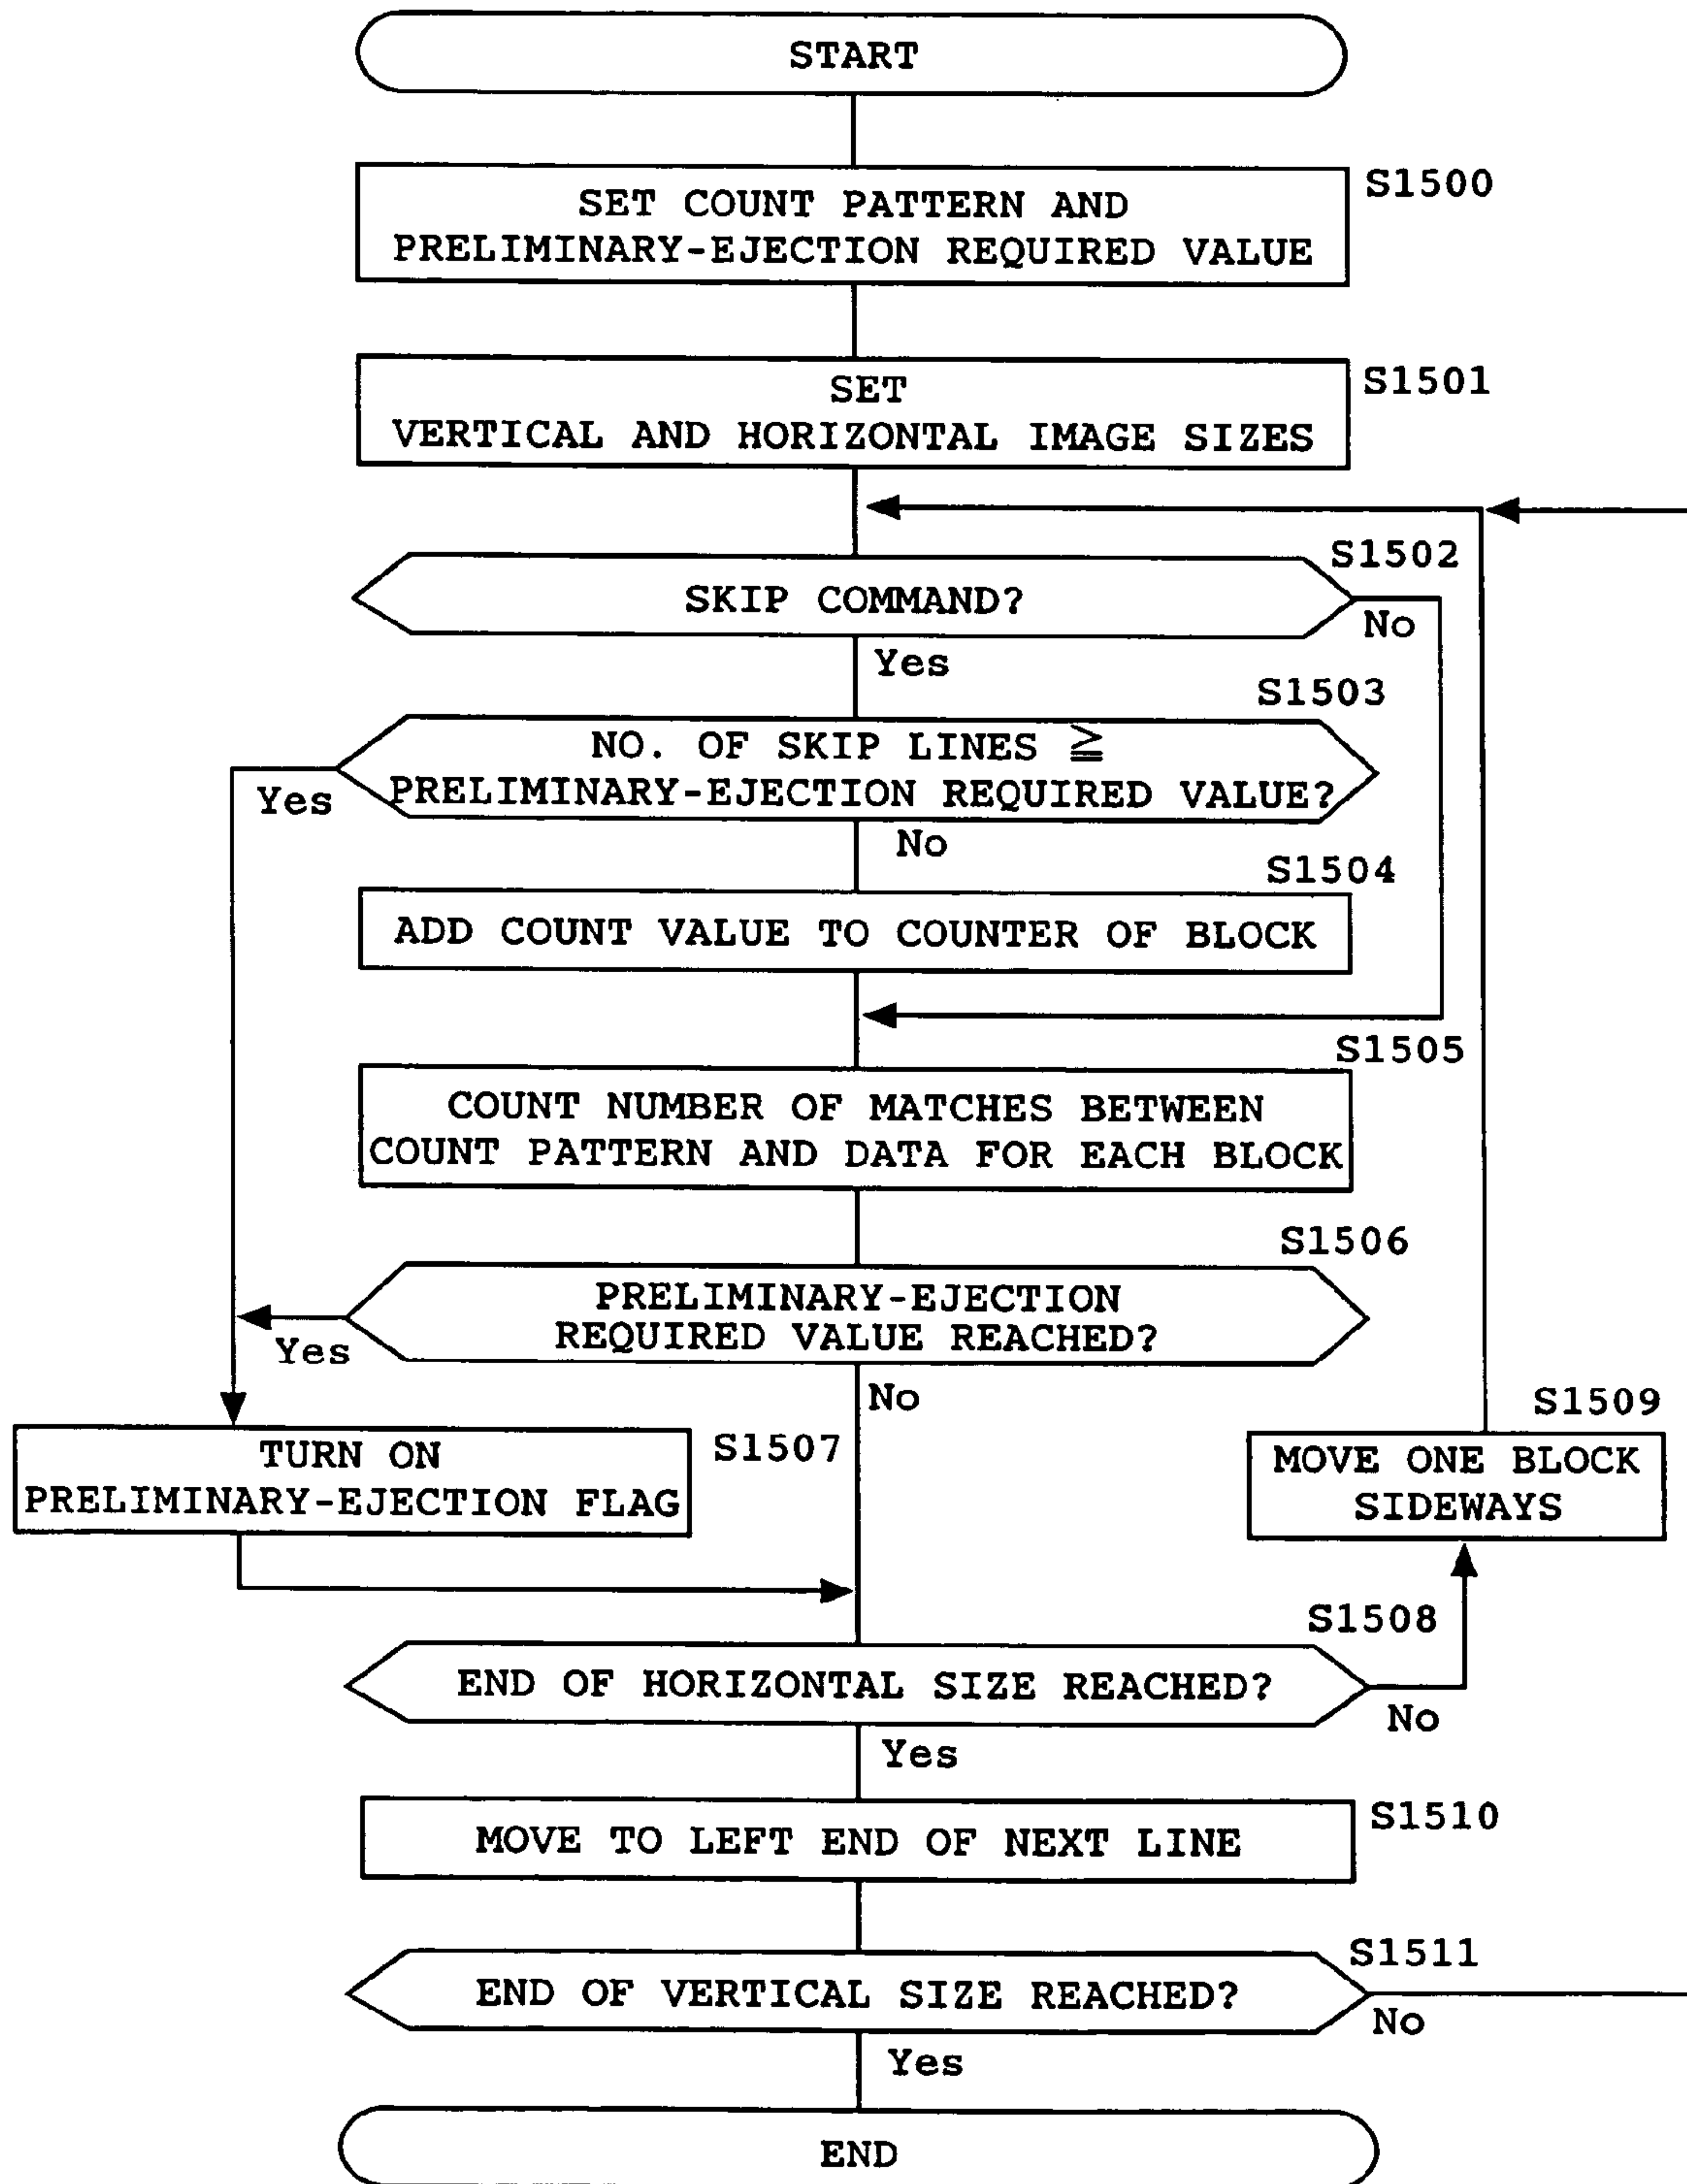 START
S1500
SET COUNT PATTERN AND
PRELIMINARY-EJECTION REQUIRED VALUE
S1501
SET
VERTICAL AND HORIZONTAL IMAGE SIZES
S1502
SKIP COMMAND?
No
Yes
S1503
NO. OF SKIP LINES ≧
PRELIMINARY-EJECTION REQUIRED VALUE?
Yes
No
S1504
ADD COUNT VALUE TO COUNTER OF BLOCK
S1505
COUNT NUMBER OF MATCHES BETWEEN
COUNT PATTERN AND DATA FOR EACH BLOCK
S1506
PRELIMINARY-EJECTION
REQUIRED VALUE REACHED?
Yes
No
S1507
TURN ON
PRELIMINARY-EJECTION FLAG
S1509
MOVE ONE BLOCK
SIDEWAYS
S1508
END OF HORIZONTAL SIZE REACHED?
No
Yes
S1510
MOVE TO LEFT END OF NEXT LINE
S1511
END OF VERTICAL SIZE REACHED?
No
Yes
END